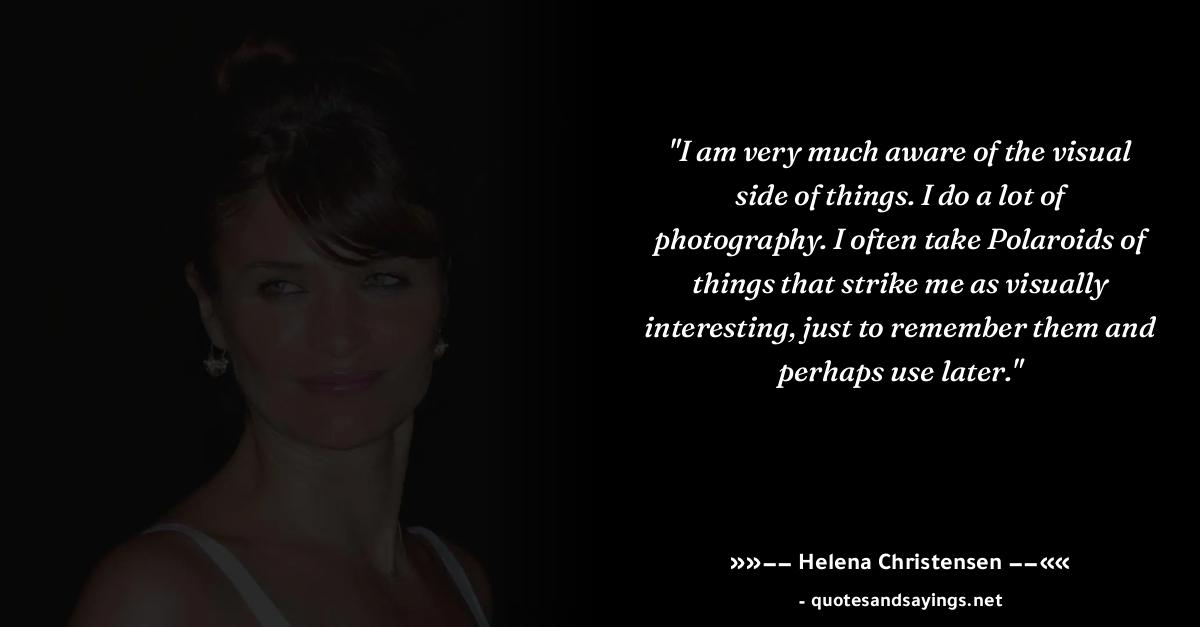 "I am very much aware of the visual
side of things. I do a lot of
photography. I often take Polaroids of
things that strike me as visually
interesting, just to remember them and
perhaps use later."
»»−− Helena Christensen −−««
- quotesandsayings.net